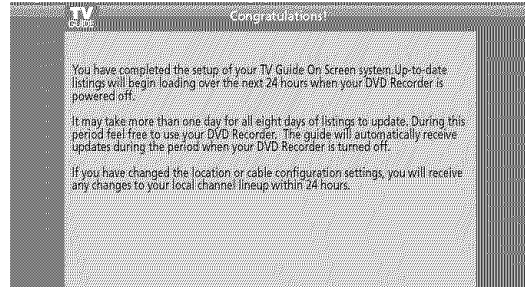 TV
GUIDE
Congratulations!
You have completed the setup of your TV Guide On Screen system.Up-to-date
listings will begin loading over the next 24 hours when your DVD Recorder is
powered off.
It may take more than one day for all eight days of listings to update. During this
period feel free to use your DVD Recorder. The guide will automatically receive
updates during the period when your DVD Recorder is turned off.
If you have changed the location or cable configuration settings, you will receive
any changes to your local channel lineup within 24 hours.